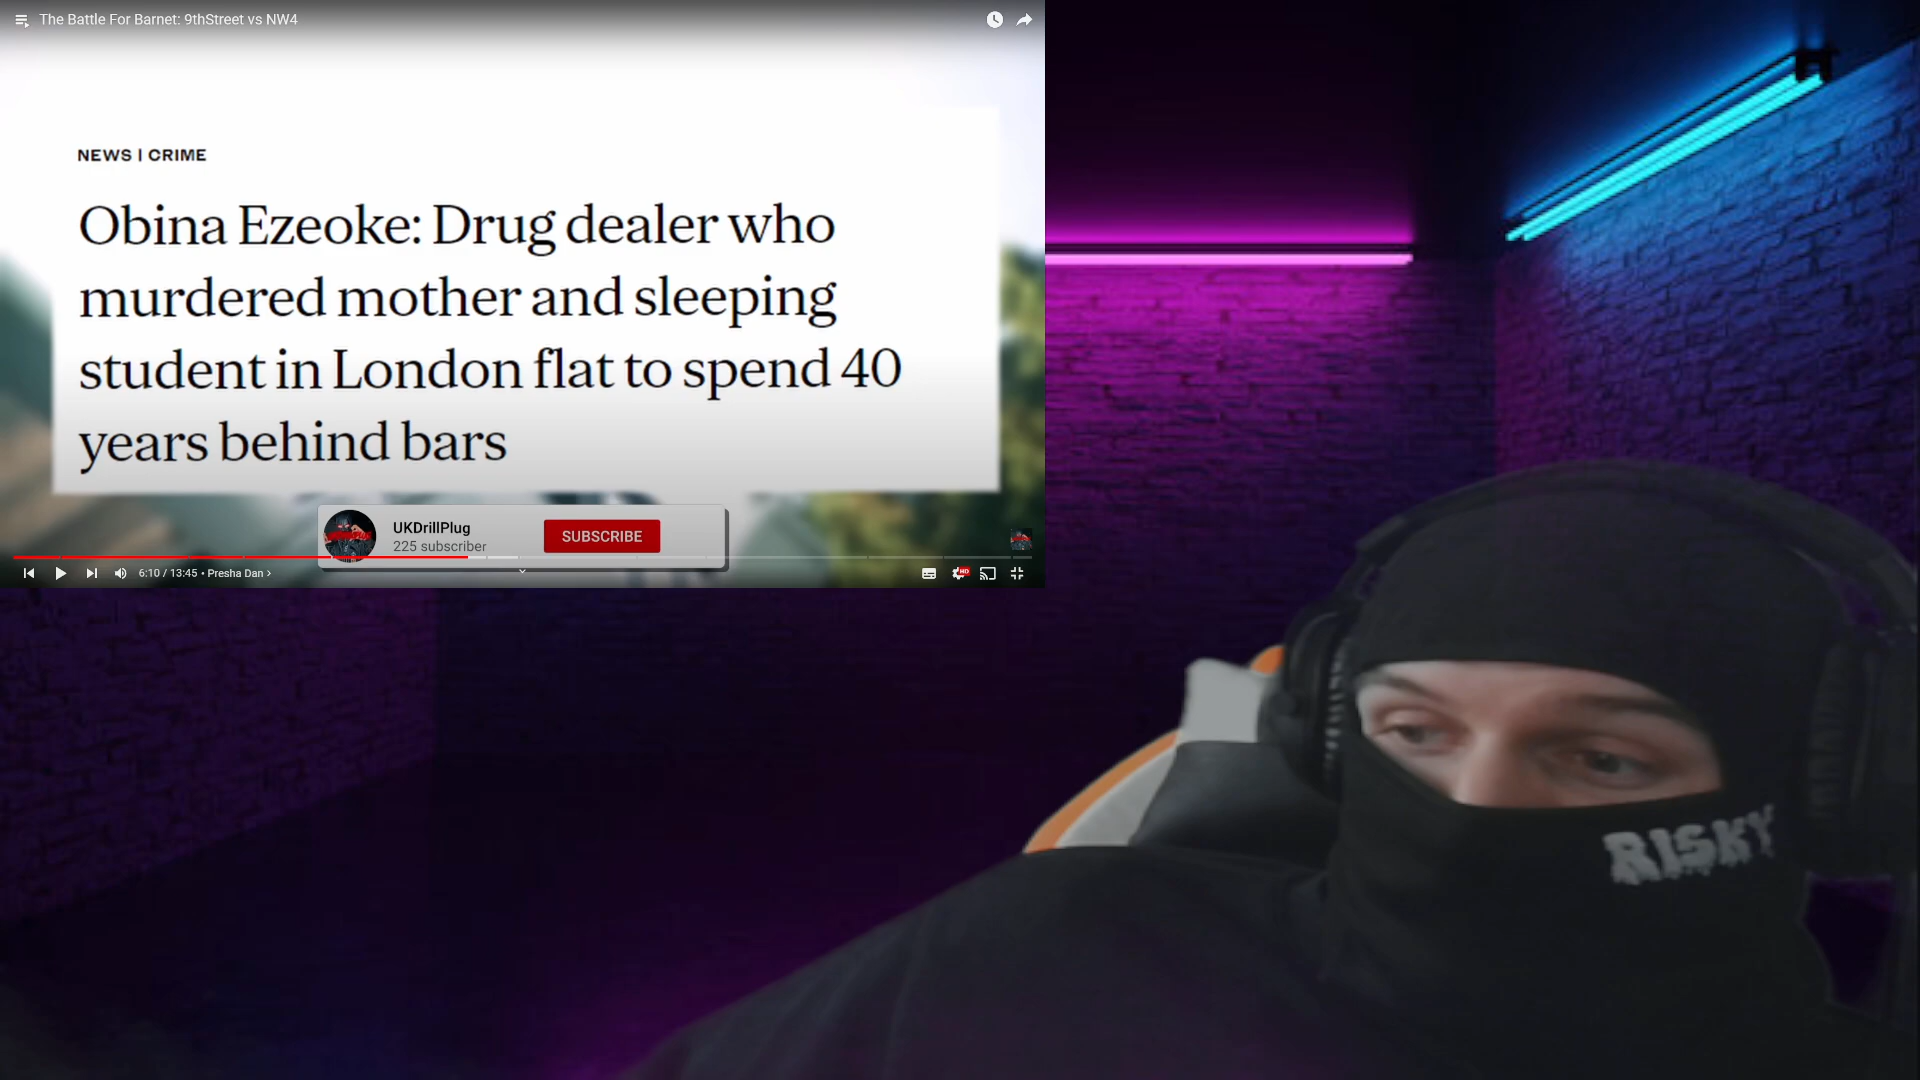 The Battle For Barnet: 9thStreet vs NW4
NEWS | CRIME
Obina Ezeoke: Drug dealer who
murdered mother and sleeping
student in London flat to spend 40
years behind bars
UKDrillPlug
225 subscriber
SUBSCRIBE
6:10 / 13:45 • Presha Dan ›
HD
RISKY